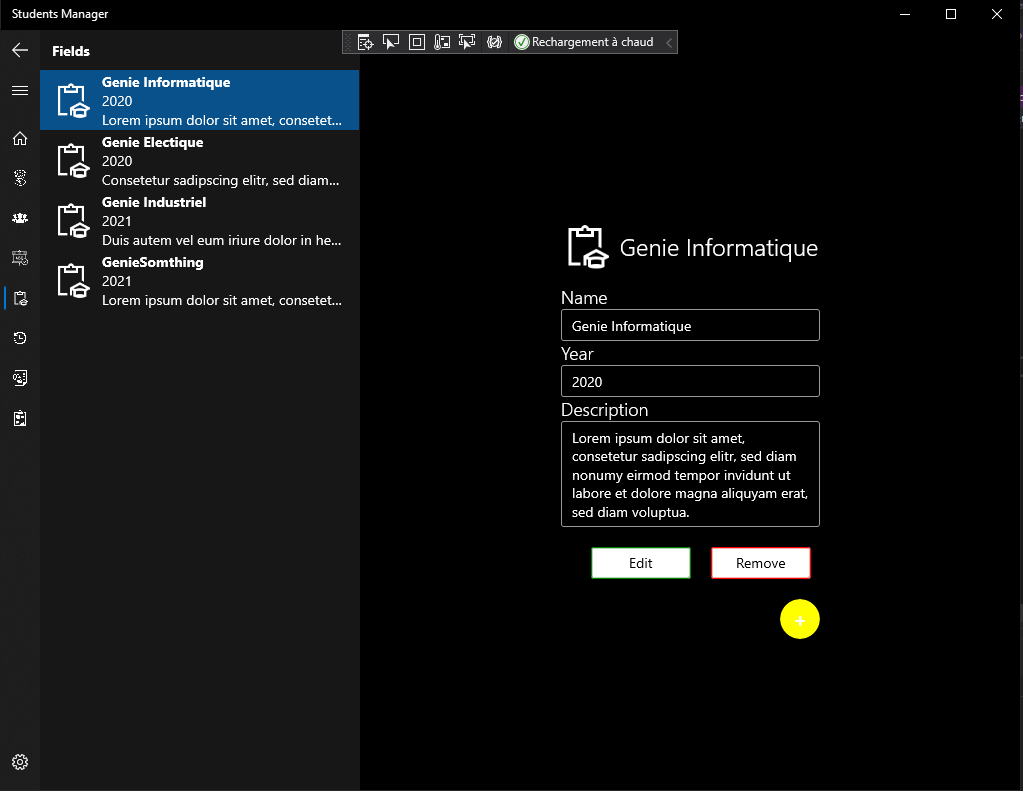 Students Manager
Rechargement à chaud
Fields
Genie Informatique
2020
Lorem ipsum dolor sit amet, consetet...
Genie Electique
2020
Consetetur sadipscing elitr, sed diam...
Genie Industriel
2021
Duis autem vel eum iriure dolor in he...
GenieSomthing
2021
Lorem ipsum dolor sit amet, consetet...
Genie Informatique
Name
Genie Informatique
Year
2020
Description
Lorem ipsum dolor sit amet,
consetetur sadipscing elitr, sed diam
nonumy eirmod tempor invidunt ut
labore et dolore magna aliquyam erat,
sed diam voluptua.
Edit
Remove
+